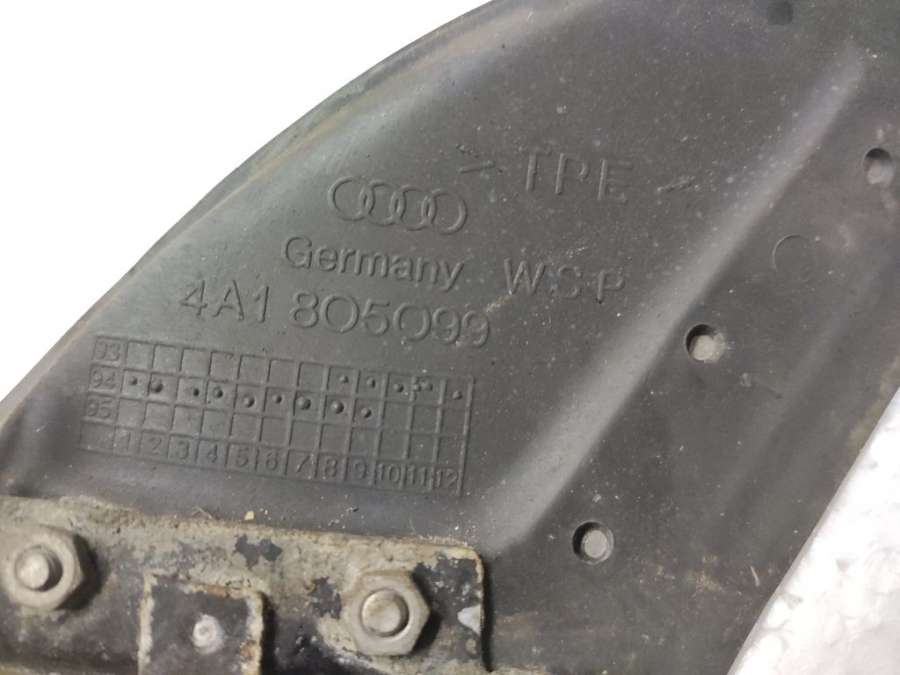 > TPE <
Germany W.S.P
4A1 805099
93
94
95
1 2 3 4 5 6 7 8 9 10 11 12